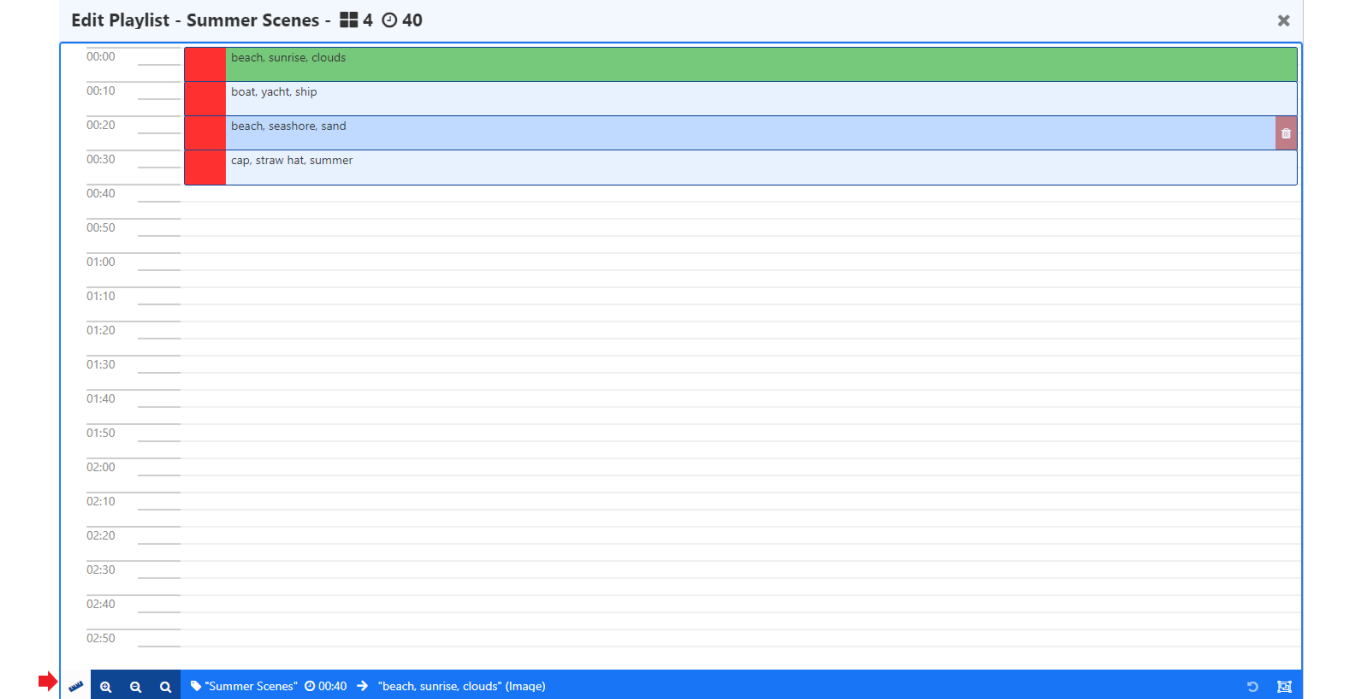 Edit Playlist - Summer Scenes - 4 40
00:00 beach, sunrise, clouds
00:10 boat, yacht, ship
00:20 beach, seashore, sand
00:30 cap, straw hat, summer
00:40
00:50
01:00
01:10
01:20
01:30
01:40
01:50
02:00
02:10
02:20
02:30
02:40
02:50
"Summer Scenes" 00:40 → "beach, sunrise, clouds" (Image)